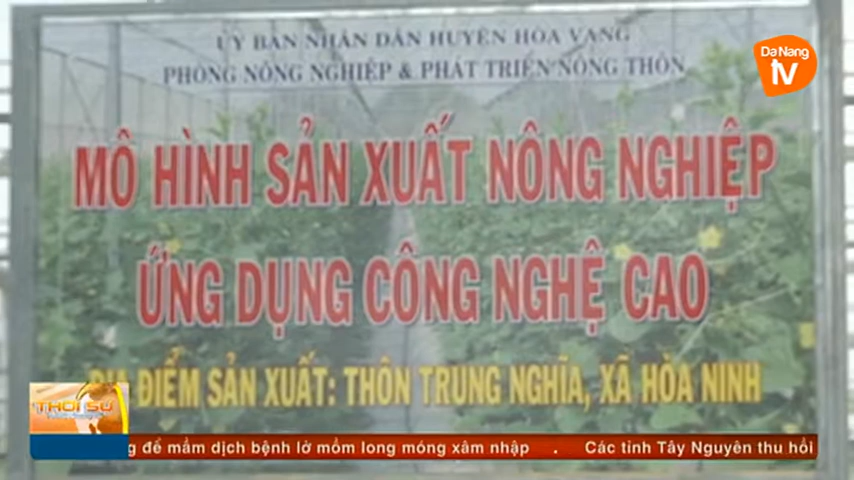 ỦY BAN NHÂN DÂN HUYỆN HÒA VANG
PHÒNG NÔNG NGHIỆP & PHÁT TRIỂN NÔNG THÔN
Da Nang
tv
MÔ HÌNH SẢN XUẤT NÔNG NGHIỆP
ỨNG DỤNG CÔNG NGHỆ CAO
ĐỊA ĐIỂM SẢN XUẤT: THÔN TRUNG NGHĨA, XÃ HÒA NINH
THỜI SỰ
g để mầm dịch bệnh lở mồm long móng xâm nhập . Các tỉnh Tây Nguyên thu hồi